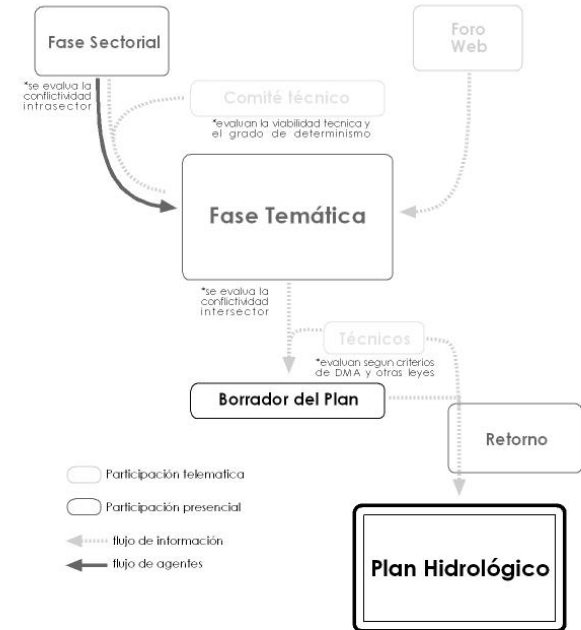 Fase Sectorial
Foro
Web
*se evalua la
conflictividad
intrasector
Comité técnico
*evaluan la viabilidad tecnica y
el grado de determinismo
Fase Temática
*se evalua la
conflictividad
intersector
Técnicos
*evaluan segun criterios
de DMA y otras leyes
Borrador del Plan
Retorno
Participación telematica
Participación presencial
flujo de información
flujo de agentes
Plan Hidrológico